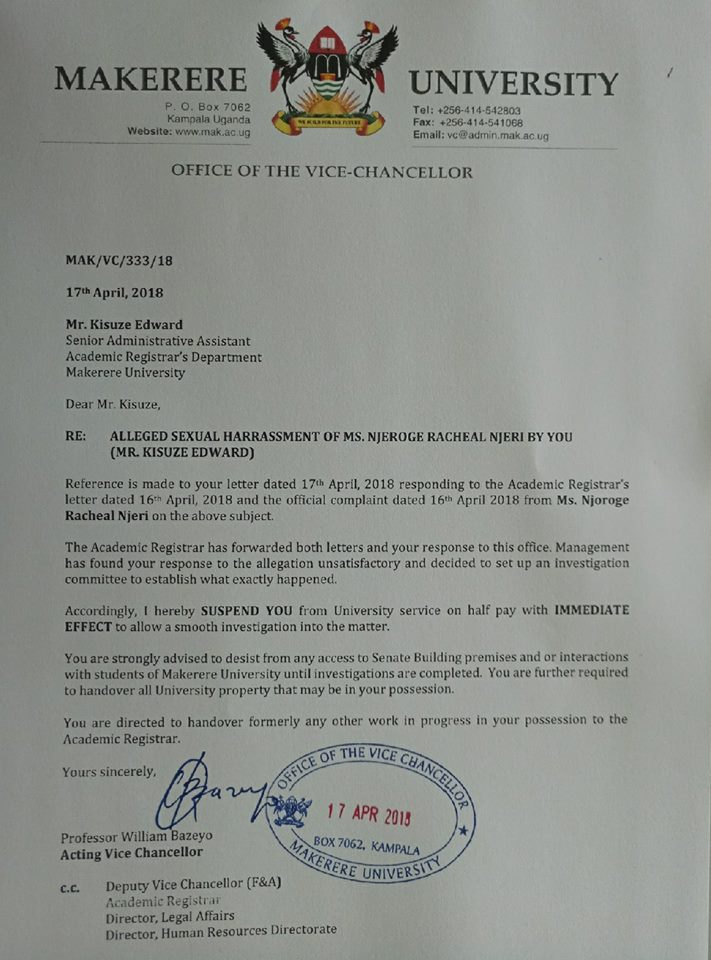 MAKERERE UNIVERSITY
P. O. Box 7062
Kampala Uganda
Website: www.mak.ac.ug
WE BUILD FOR THE FUTURE
Tel: +256-414-542803
Fax: +256-414-541068
Email: vc@admin.mak.ac.ug
OFFICE OF THE VICE-CHANCELLOR
MAK/VC/333/18
17th April, 2018
Mr. Kisuze Edward
Senior Administrative Assistant
Academic Registrar's Department
Makerere University
Dear Mr. Kisuze,
RE: ALLEGED SEXUAL HARRASSMENT OF MS. NJEROGE RACHEAL NJERI BY YOU
(MR. KISUZE EDWARD)
Reference is made to your letter dated 17th April, 2018 responding to the Academic Registrar's
letter dated 16th April, 2018 and the official complaint dated 16th April 2018 from Ms. Njoroge
Racheal Njeri on the above subject.
The Academic Registrar has forwarded both letters and your response to this office. Management
has found your response to the allegation unsatisfactory and decided to set up an investigation
committee to establish what exactly happened.
Accordingly, I hereby SUSPEND YOU from University service on half pay with IMMEDIATE
EFFECT to allow a smooth investigation into the matter.
You are strongly advised to desist from any access to Senate Building premises and or interactions
with students of Makerere University until investigations are completed. You are further required
to handover all University property that may be in your possession.
You are directed to handover formerly any other work in progress in your possession to the
Academic Registrar.
Yours sincerely,
OFFICE OF THE VICE CHANCELLOR
17 APR 2018
BOX 7062, KAMPALA
MAKERERE UNIVERSITY
Professor William Bazeyo
Acting Vice Chancellor
c.c. Deputy Vice Chancellor (F&A)
Academic Registrar
Director, Legal Affairs
Director, Human Resources Directorate